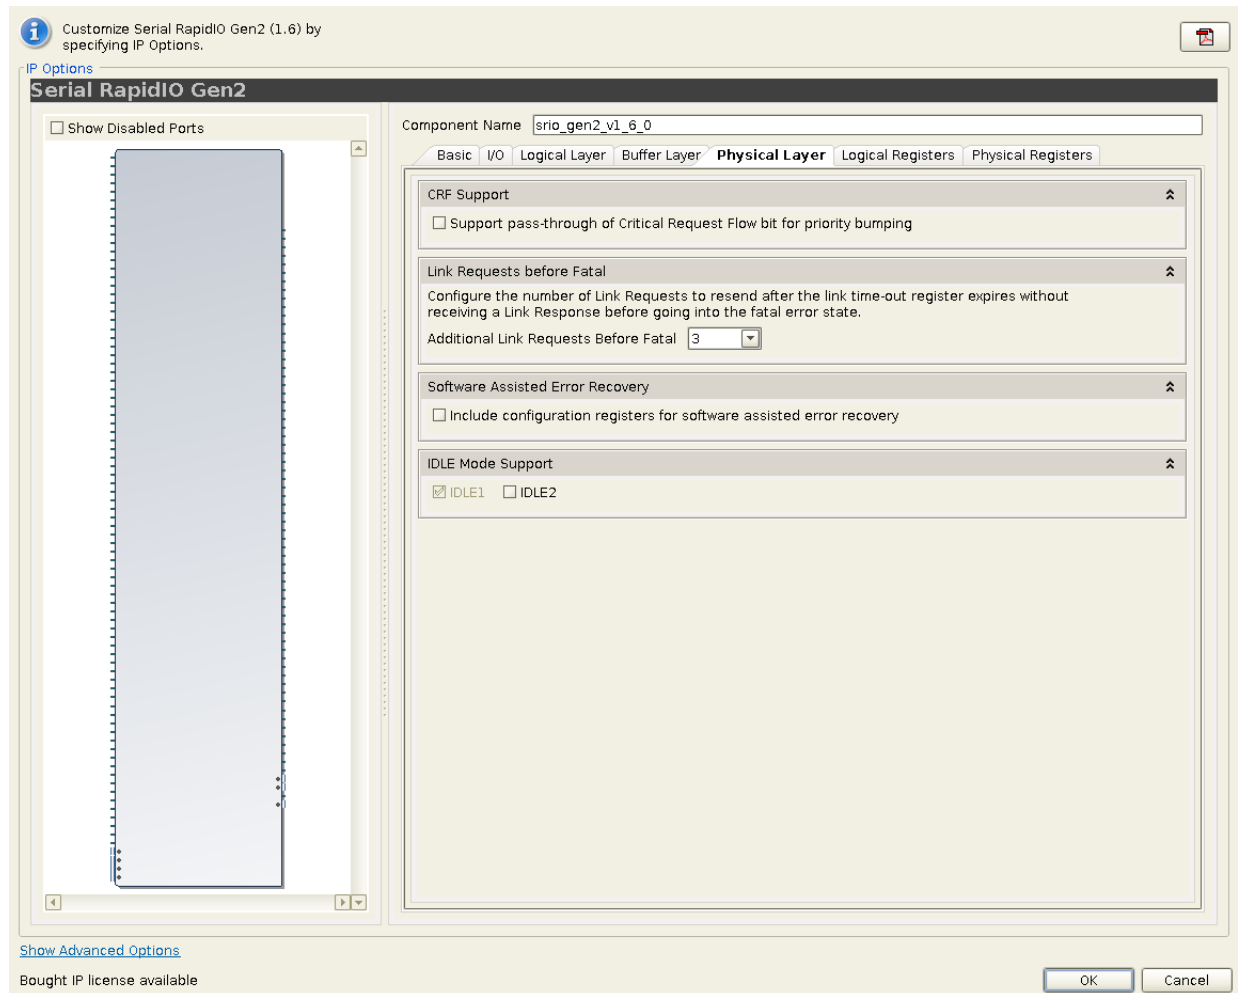 Customize Serial RapidIO Gen2 (1.6) by
specifying IP Options.
IP Options
Serial RapidIO Gen2
Show Disabled Ports
Component Name srio_gen2_v1_6_0
Basic I/O Logical Layer Buffer Layer Physical Layer Logical Registers Physical Registers
CRF Support
Support pass-through of Critical Request Flow bit for priority bumping
Link Requests before Fatal
Configure the number of Link Requests to resend after the link time-out register expires without
receiving a Link Response before going into the fatal error state.
Additional Link Requests Before Fatal 3
Software Assisted Error Recovery
Include configuration registers for software assisted error recovery
IDLE Mode Support
IDLE1 IDLE2
Show Advanced Options
Bought IP license available
OK Cancel